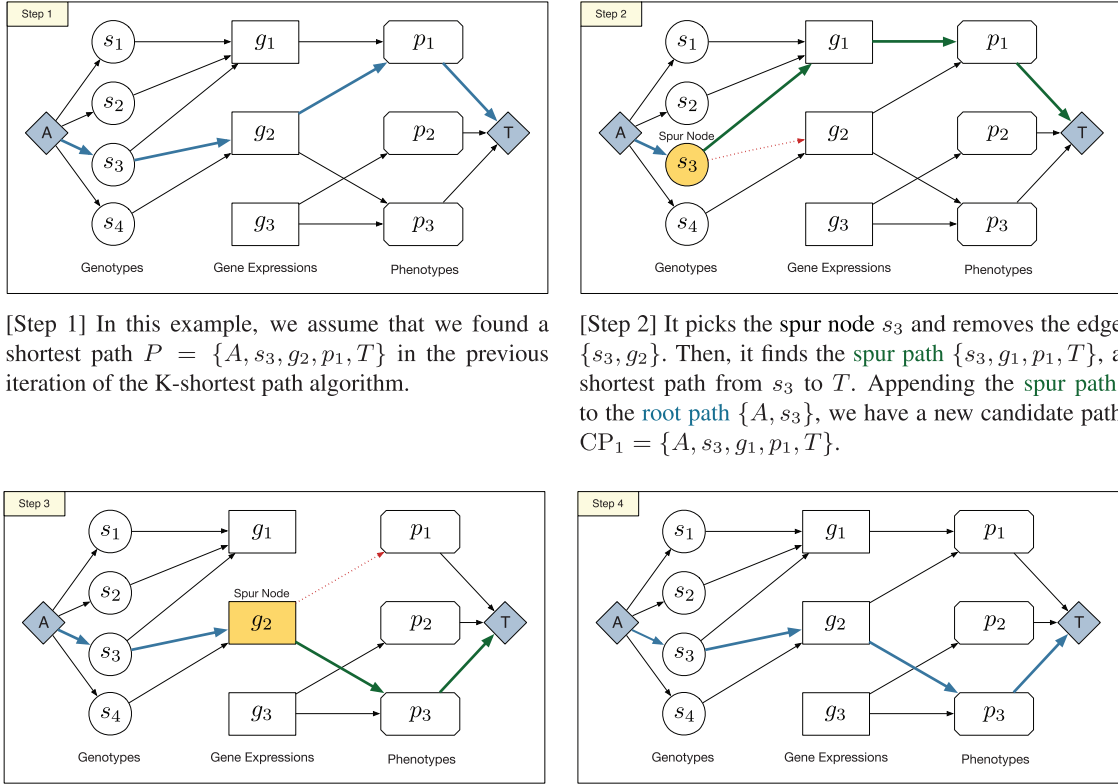 Step 1
s1 g1 p1
s2
A g2 p2 T
s3
s4 g3 p3
Genotypes Gene Expressions Phenotypes
Step 2
s1 g1 p1
s2
A Spur Node g2 p2 T
s3
s4 g3 p3
Genotypes Gene Expressions Phenotypes
[Step 1] In this example, we assume that we found a
shortest path P = {A, s3, g2, p1, T} in the previous
iteration of the K-shortest path algorithm.
[Step 2] It picks the spur node s3 and removes the edge
{s3, g2}. Then, it finds the spur path {s3, g1, p1, T}, a
shortest path from s3 to T. Appending the spur path
to the root path {A, s3}, we have a new candidate path
CP1 = {A, s3, g1, p1, T}.
Step 3
s1 g1 p1
s2
Spur Node
A g2 p2 T
s3
s4 g3 p3
Genotypes Gene Expressions Phenotypes
Step 4
s1 g1 p1
s2
A g2 p2 T
s3
s4 g3 p3
Genotypes Gene Expressions Phenotypes